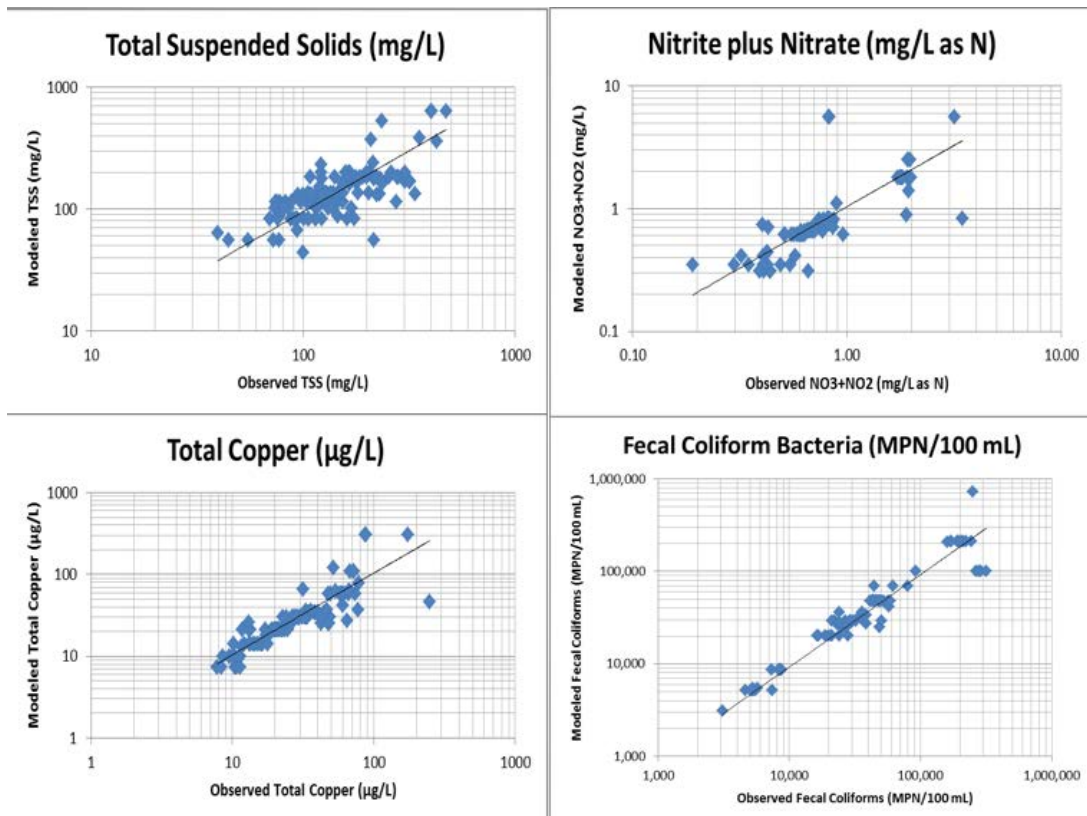 Total Suspended Solids (mg/L)
1000
100
10
10 100 1000
Modeled TSS (mg/L)
Observed TSS (mg/L)
Nitrite plus Nitrate (mg/L as N)
10
1
0.1
0.10 1.00 10.00
Modeled NO3+NO2 (mg/L)
Observed NO3+NO2 (mg/L as N)
Total Copper (µg/L)
1000
100
10
1
1 10 100 1000
Modeled Total Copper (µg/L)
Observed Total Copper (µg/L)
Fecal Coliform Bacteria (MPN/100 mL)
1,000,000
100,000
10,000
1,000
1,000 10,000 100,000 1,000,000
Modeled Fecal Coliforms (MPN/100 mL)
Observed Fecal Coliforms (MPN/100 mL)